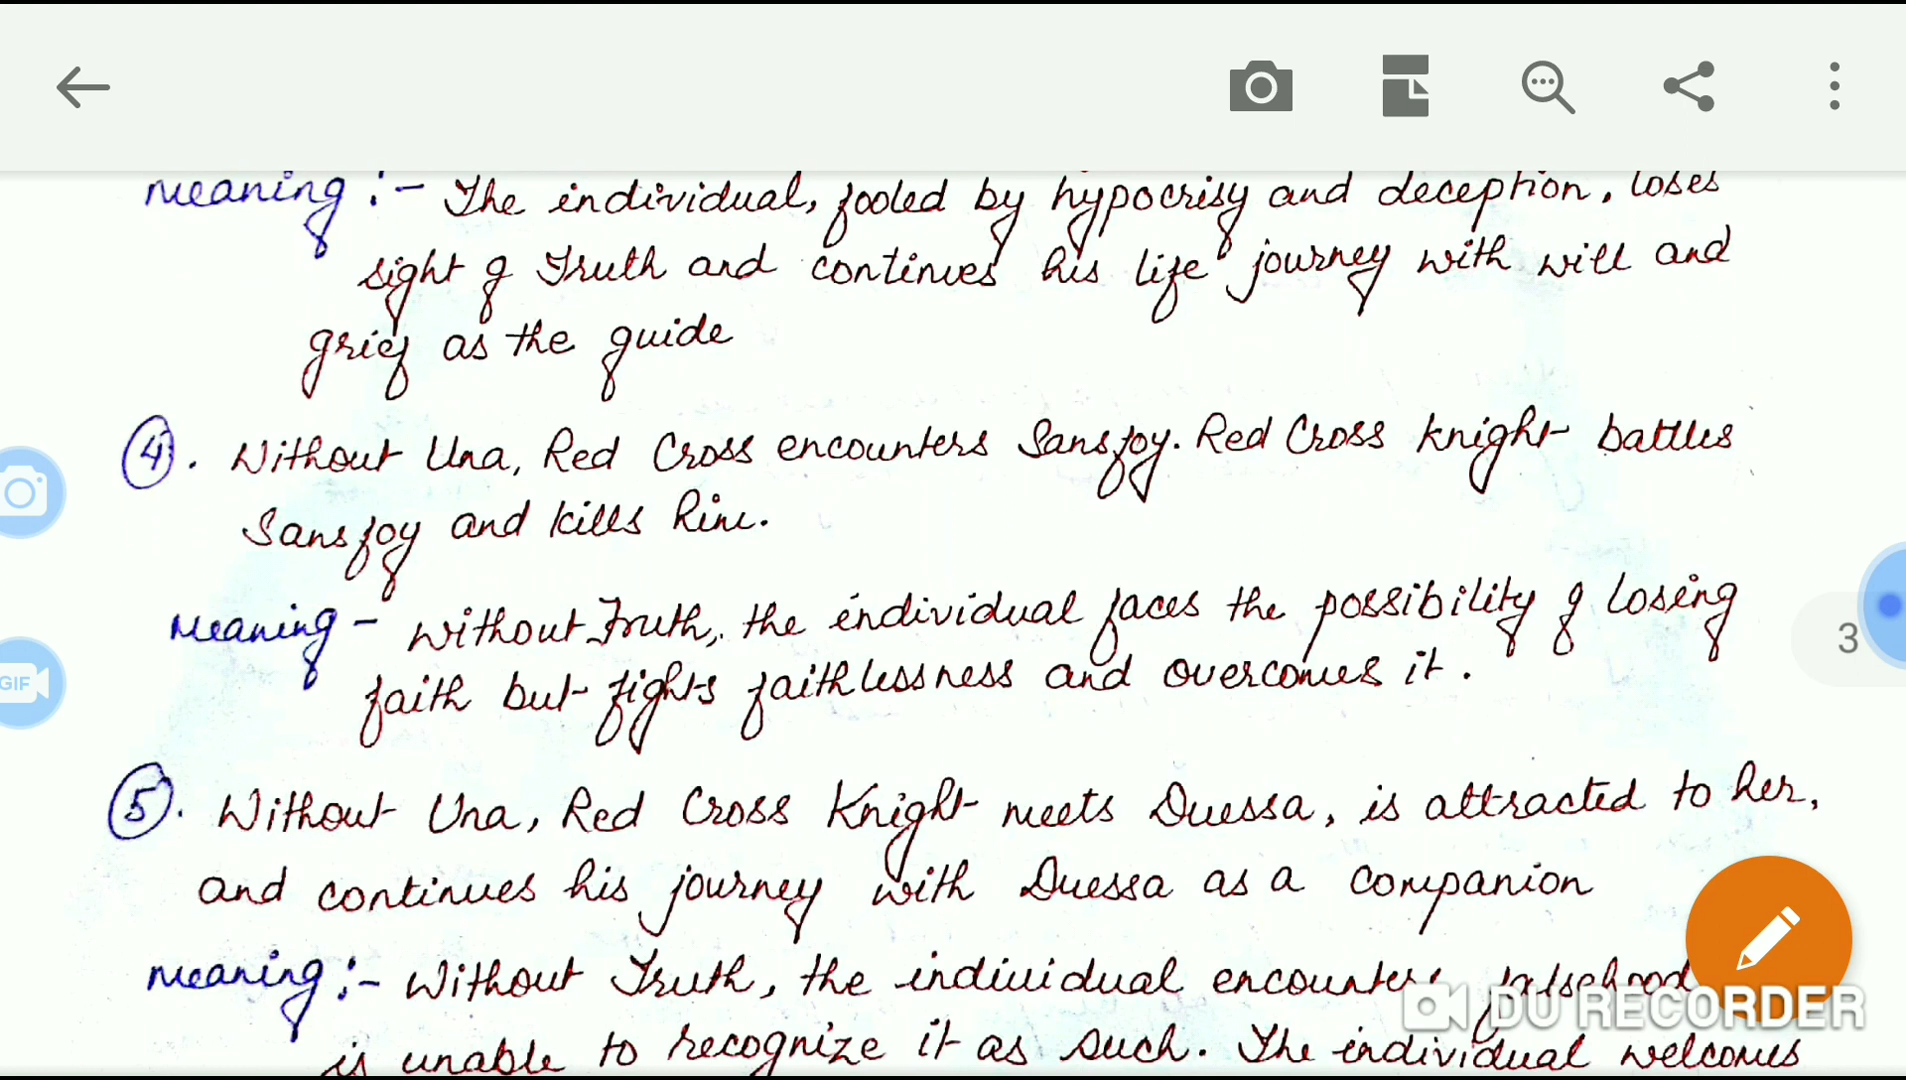 Meaning :- The individual, fooled by hypocrisy and deception, loses
sight of Truth and continues his life journey with will and
grief as the guide
4. Without Una, Red Cross encounters Sansfoy. Red Cross Knight battles
Sansfoy and kills him.
Meaning - Without Truth, the individual faces the possibility of losing
faith but fights faithlessness and overcomes it.
3
GIF
5. Without Una, Red Cross Knight meets Duessa, is attracted to her,
and continues his journey with Duessa as a companion
Meaning :- Without Truth, the individual encounters falsehood
DU RECORDER
is unable to recognize it as such. The individual welcomes